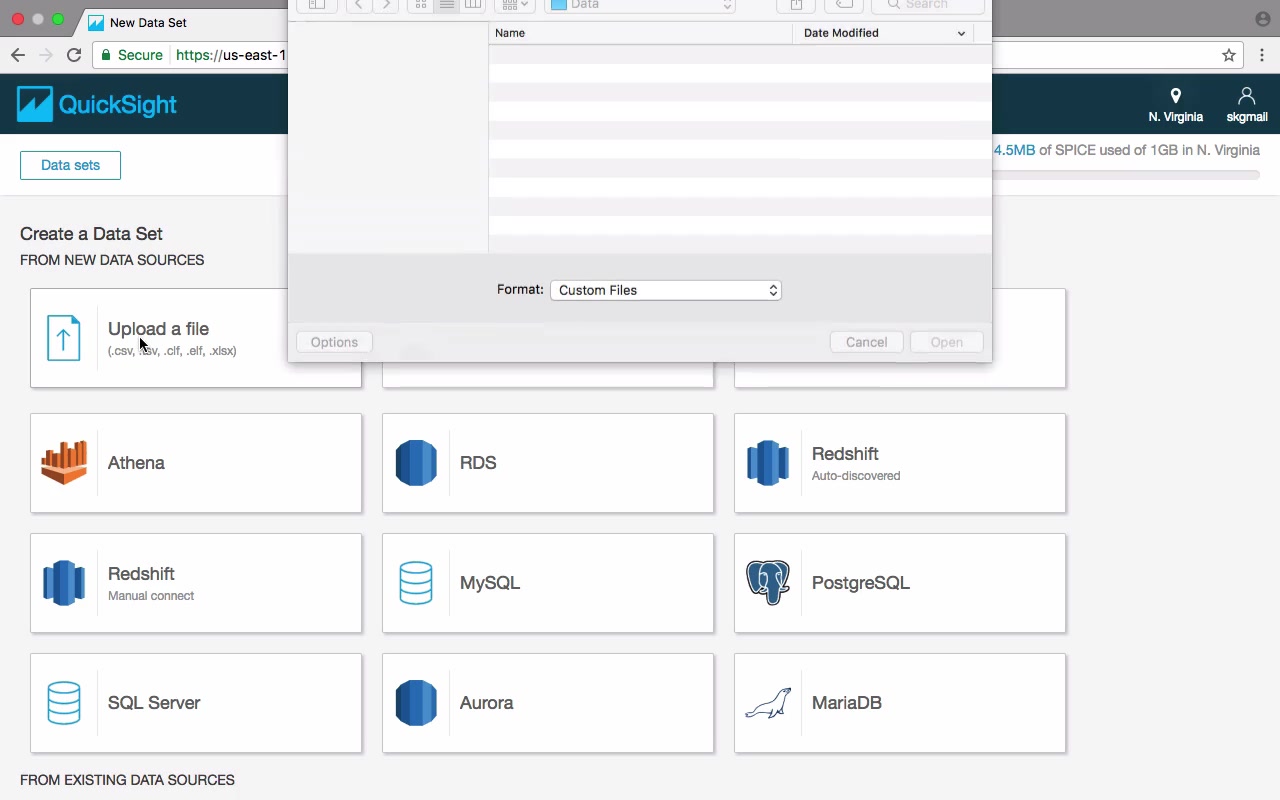 New Data Set
Data
Search
Secure
https://us-east-1
Name
Date Modified
QuickSight
N. Virginia
skgmail
Data sets
4.5MB of SPICE used of 1GB in N. Virginia
Create a Data Set
FROM NEW DATA SOURCES
Format:
Custom Files
Upload a file
(.csv, .tsv, .clf, .elf, .xlsx)
Options
Cancel
Open
Athena
RDS
Redshift
Auto-discovered
Redshift
Manual connect
MySQL
PostgreSQL
SQL Server
Aurora
MariaDB
FROM EXISTING DATA SOURCES